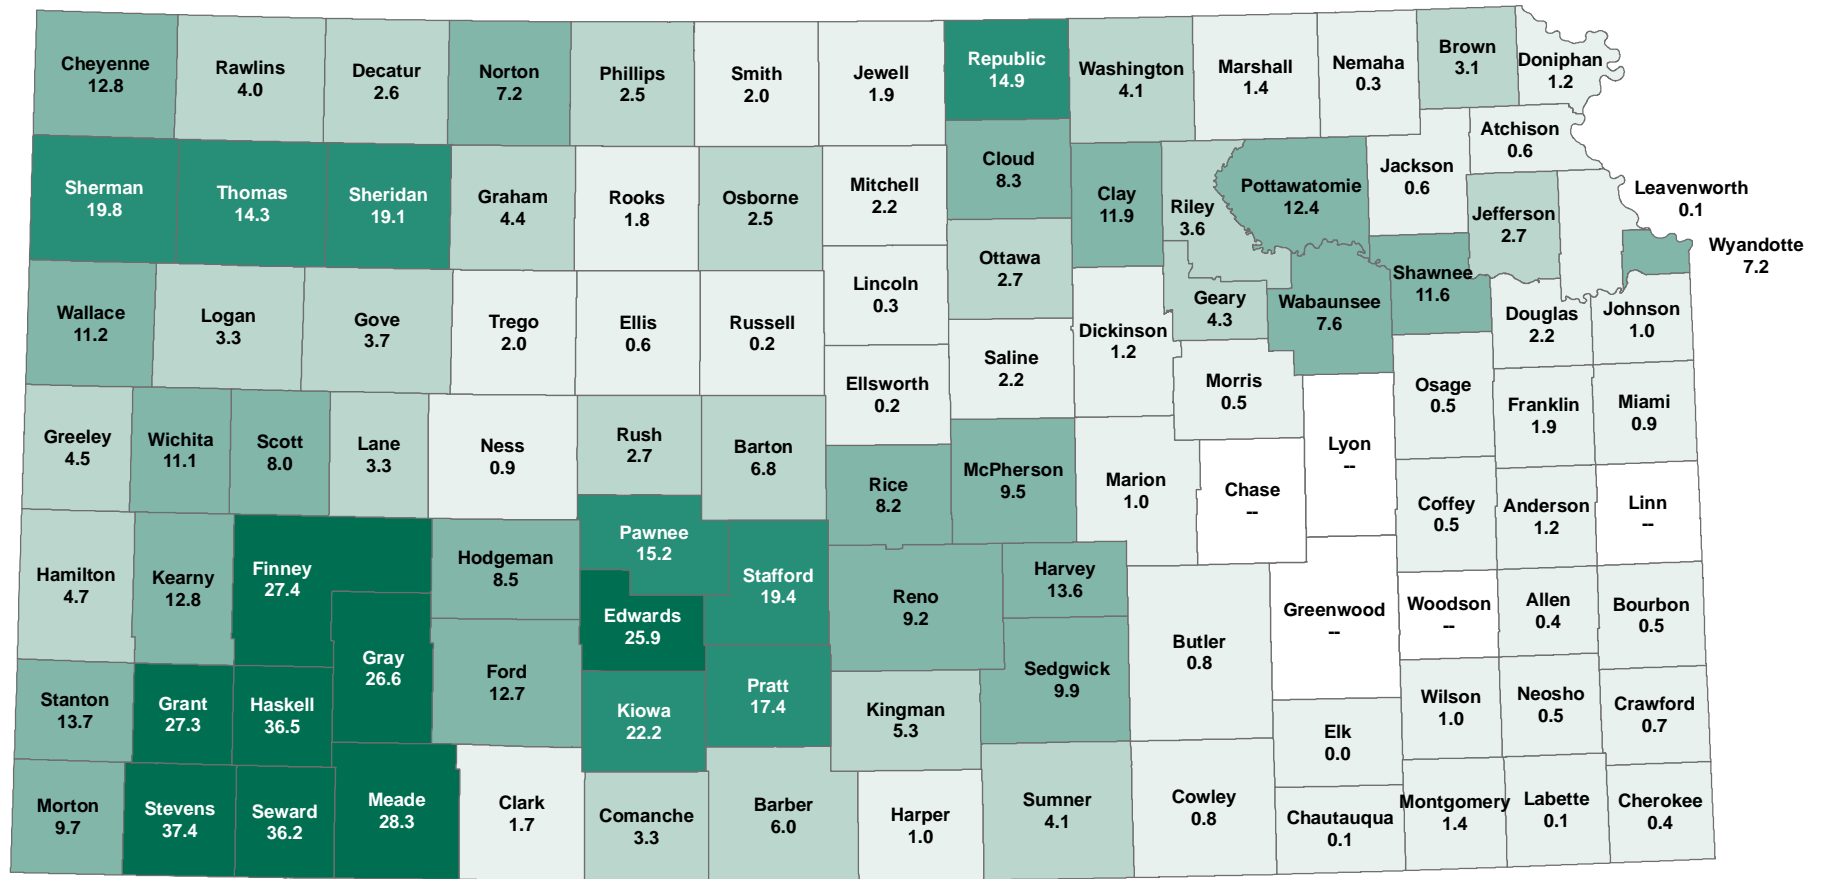 Cheyenne
12.8
Rawlins
4.0
Decatur
2.6
Norton
7.2
Phillips
2.5
Smith
2.0
Jewell
1.9
Republic
14.9
Washington
4.1
Marshall
1.4
Nemaha
0.3
Brown
3.1
Doniphan
1.2
Sherman
19.8
Thomas
14.3
Sheridan
19.1
Graham
4.4
Rooks
1.8
Osborne
2.5
Mitchell
2.2
Cloud
8.3
Clay
11.9
Riley
3.6
Pottawatomie
12.4
Jackson
0.6
Atchison
0.6
Jefferson
2.7
Leavenworth
0.1
Wyandotte
7.2
Wallace
11.2
Logan
3.3
Gove
3.7
Trego
2.0
Ellis
0.6
Russell
0.2
Lincoln
0.3
Ottawa
2.7
Saline
2.2
Dickinson
1.2
Geary
4.3
Wabaunsee
7.6
Shawnee
11.6
Douglas
2.2
Johnson
1.0
Greeley
4.5
Wichita
11.1
Scott
8.0
Lane
3.3
Ness
0.9
Rush
2.7
Barton
6.8
Ellsworth
0.2
Rice
8.2
McPherson
9.5
Marion
1.0
Morris
0.5
Chase
--
Lyon
--
Osage
0.5
Franklin
1.9
Miami
0.9
Coffey
0.5
Anderson
1.2
Linn
--
Hamilton
4.7
Kearny
12.8
Finney
27.4
Gray
26.6
Hodgeman
8.5
Ford
12.7
Pawnee
15.2
Edwards
25.9
Stafford
19.4
Reno
9.2
Harvey
13.6
Sedgwick
9.9
Butler
0.8
Greenwood
--
Woodson
--
Allen
0.4
Bourbon
0.5
Stanton
13.7
Grant
27.3
Haskell
36.5
Kiowa
22.2
Pratt
17.4
Kingman
5.3
Elk
0.0
Wilson
1.0
Neosho
0.5
Crawford
0.7
Morton
9.7
Stevens
37.4
Seward
36.2
Meade
28.3
Clark
1.7
Comanche
3.3
Barber
6.0
Harper
1.0
Sumner
4.1
Cowley
0.8
Chautauqua
0.1
Montgomery
1.4
Labette
0.1
Cherokee
0.4